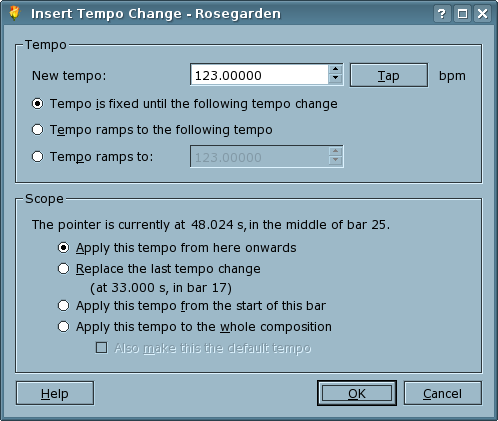 Insert Tempo Change - Rosegarden
Tempo
New tempo: 123.00000 Tap bpm
Tempo is fixed until the following tempo change
Tempo ramps to the following tempo
Tempo ramps to: 123.00000
Scope
The pointer is currently at 48.024 s, in the middle of bar 25.
Apply this tempo from here onwards
Replace the last tempo change
(at 33.000 s, in bar 17)
Apply this tempo from the start of this bar
Apply this tempo to the whole composition
Also make this the default tempo
Help OK Cancel